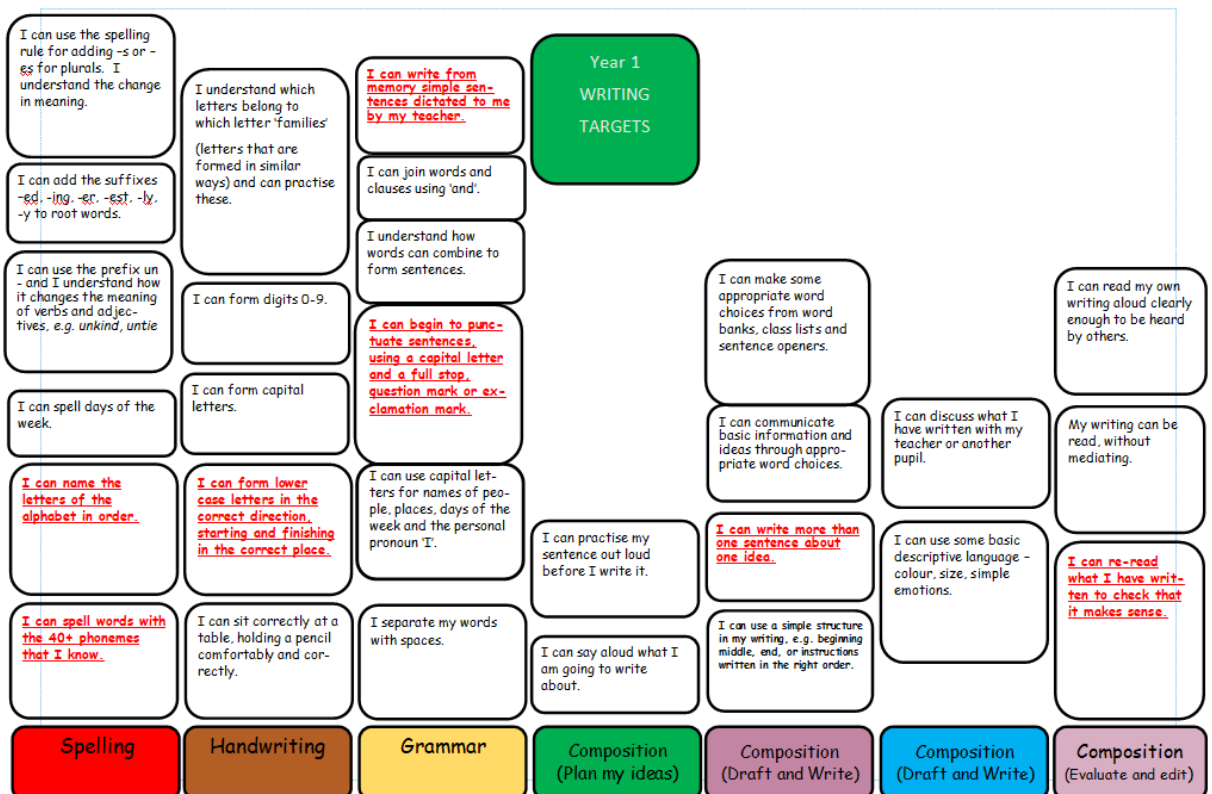 I can use the spelling
rule for adding –s or –
es for plurals. I
understand the change
in meaning.
I can add the suffixes
–ed, -ing, -er, -est, -ly,
-y to root words.
I can use the prefix un
- and I understand how
it changes the meaning
of verbs and adjec-
tives, e.g. unkind, untie
I can spell days of the
week.
I can name the
letters of the
alphabet in order.
I can spell words with
the 40+ phonemes
that I know.
Spelling
I understand which
letters belong to
which letter ‘families’
(letters that are
formed in similar
ways) and can practise
these.
I can form digits 0-9.
I can form capital
letters.
I can form lower
case letters in the
correct direction,
starting and finishing
in the correct place.
I can sit correctly at a
table, holding a pencil
comfortably and cor-
rectly.
Handwriting
I can write from
memory simple sen-
tences dictated to me
by my teacher.
I can join words and
clauses using ‘and’.
I understand how
words can combine to
form sentences.
I can begin to punc-
tuate sentences,
using a capital letter
and a full stop,
question mark or ex-
clamation mark.
I can use capital let-
ters for names of peo-
ple, places, days of the
week and the personal
pronoun ‘I’.
I separate my words
with spaces.
Grammar
Year 1
WRITING
TARGETS
I can practise my
sentence out loud
before I write it.
I can say aloud what I
am going to write
about.
Composition
(Plan my ideas)
I can make some
appropriate word
choices from word
banks, class lists and
sentence openers.
I can communicate
basic information and
ideas through appro-
priate word choices.
I can write more than
one sentence about
one idea.
I can use a simple structure
in my writing, e.g. beginning
middle, end, or instructions
written in the right order.
Composition
(Draft and Write)
I can discuss what I
have written with my
teacher or another
pupil.
I can use some basic
descriptive language –
colour, size, simple
emotions.
Composition
(Draft and Write)
I can read my own
writing aloud clearly
enough to be heard
by others.
My writing can be
read, without
mediating.
I can re-read
what I have writ-
ten to check that
it makes sense.
Composition
(Evaluate and edit)